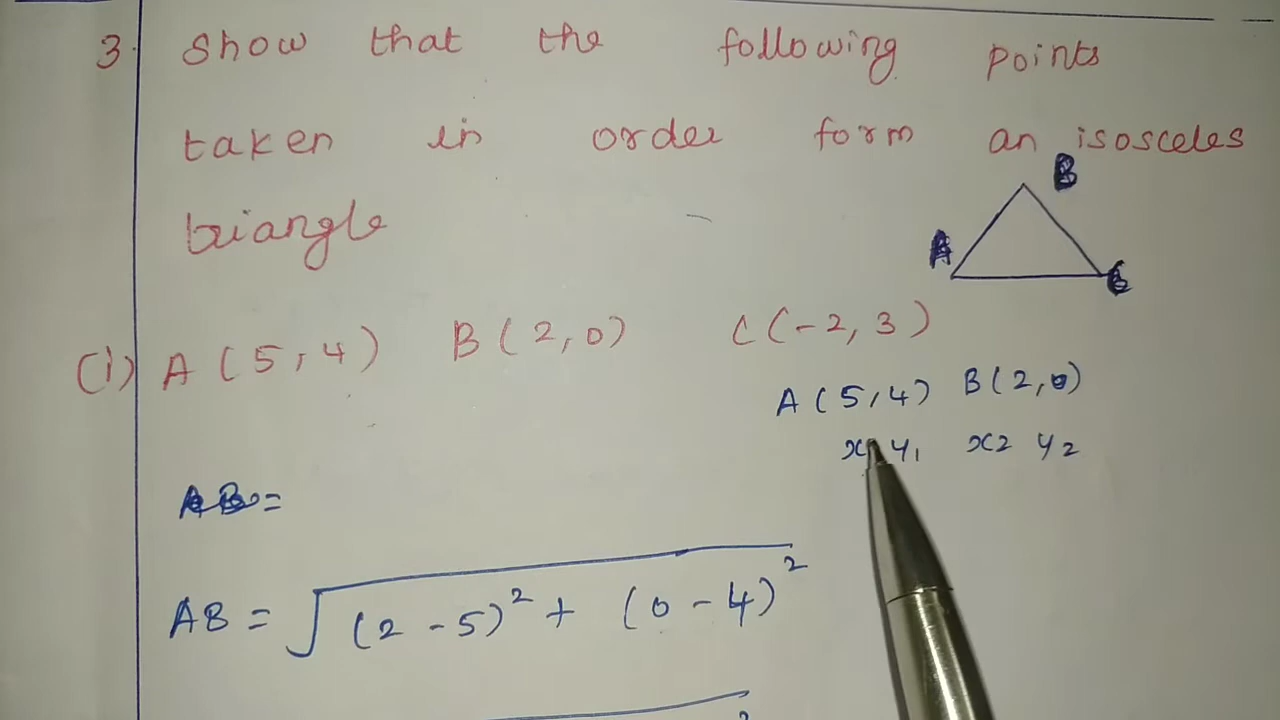 3. Show that the following points
taken in order form an isosceles
triangle
B
A
C
(i) A (5, 4) B (2, 0) C (-2, 3)
A (5, 4) B (2, 0)
x y₁ x2 y2
AB =
AB = √(2 - 5)² + (0 - 4)²
2